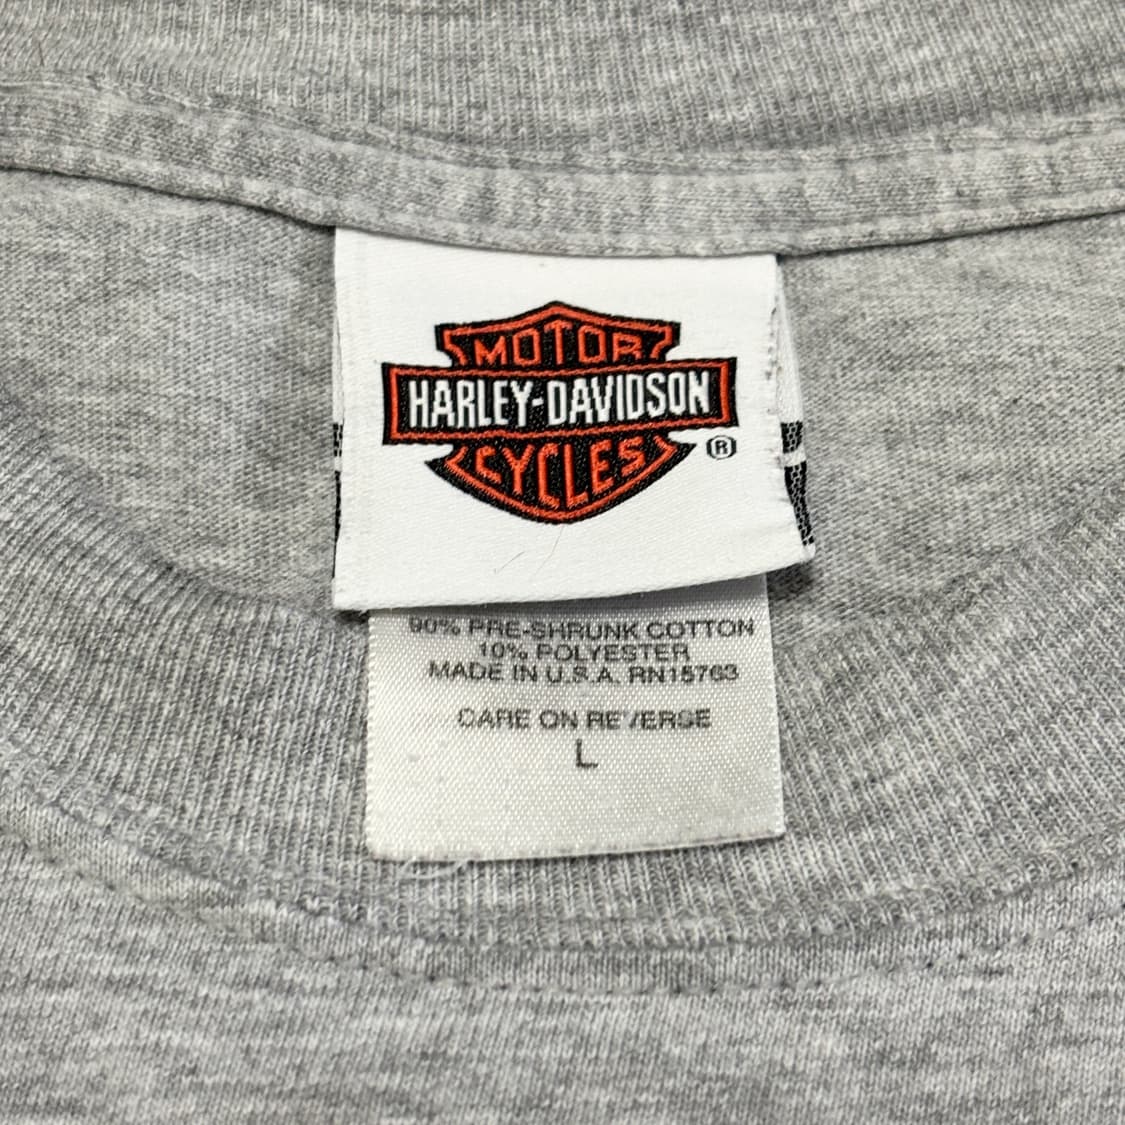 MOTOR
HARLEY-DAVIDSON
CYCLES
®
90% PRE-SHRUNK COTTON
10% POLYESTER
MADE IN U.S.A. RN15763
CARE ON REVERSE
L